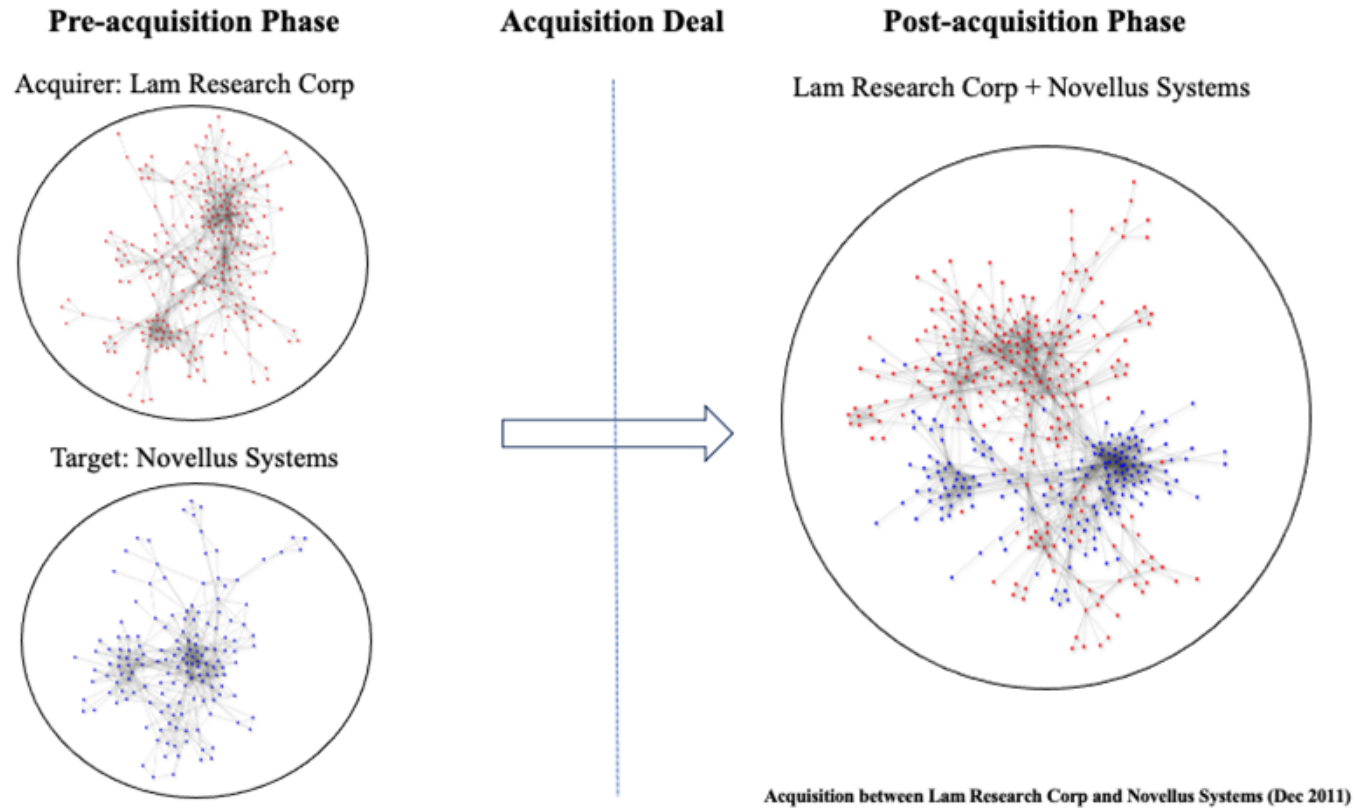 Pre-acquisition Phase
Acquisition Deal
Post-acquisition Phase
Acquirer: Lam Research Corp
Lam Research Corp + Novellus Systems
Target: Novellus Systems
Acquisition between Lam Research Corp and Novellus Systems (Dec 2011)